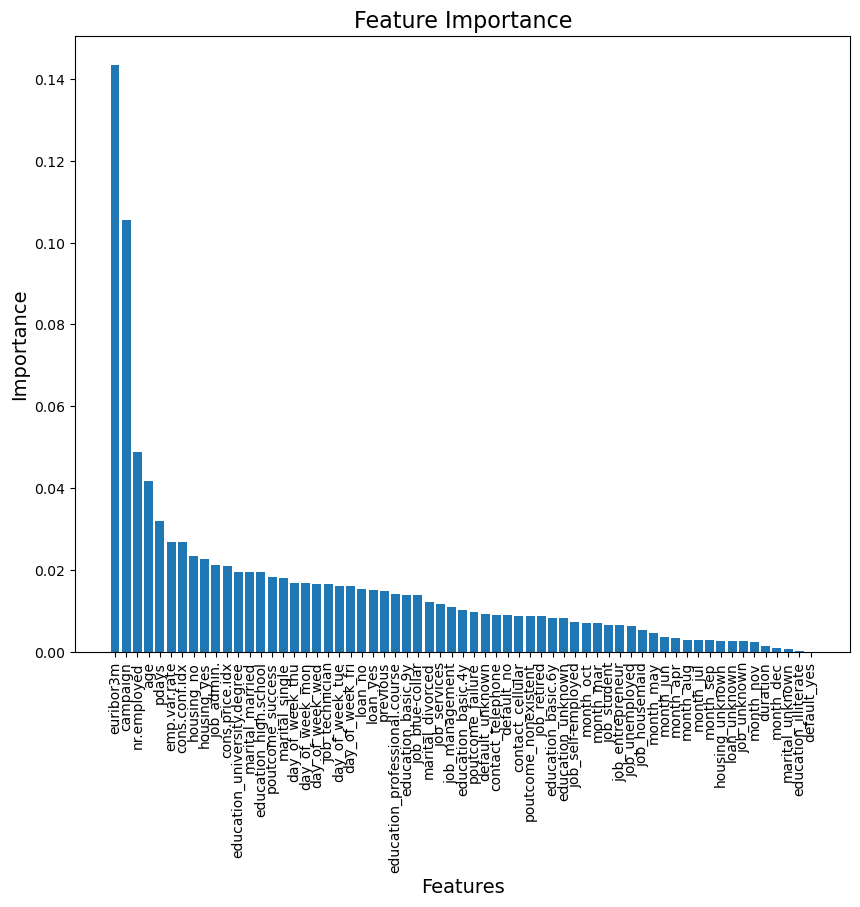 Feature Importance
Importance
0.14
0.12
0.10
0.08
0.06
0.04
0.02
0.00
euribor3m
campaign
nr.employed
age
pdays
emp.var.rate
cons.conf.idx
housing_no
housing_yes
job_admin.
cons.price.idx
education_university.degree
marital_married
education_high.school
poutcome_success
marital_single
day_of_week_thu
day_of_week_mon
day_of_week_wed
job_technician
day_of_week_tue
day_of_week_fri
loan_no
loan_yes
previous
education_professional.course
education_basic.9y
job_blue-collar
marital_divorced
job_services
job_management
education_basic.4y
poutcome_failure
default_unknown
contact_telephone
default_no
contact_cellular
poutcome_nonexistent
job_retired
education_basic.6y
education_unknown
job_self-employed
month_oct
month_mar
job_student
job_entrepreneur
job_unemployed
job_housemaid
month_may
month_jun
month_apr
month_aug
month_jul
month_sep
housing_unknown
loan_unknown
job_unknown
month_nov
duration
month_dec
marital_unknown
education_illiterate
default_yes
Features